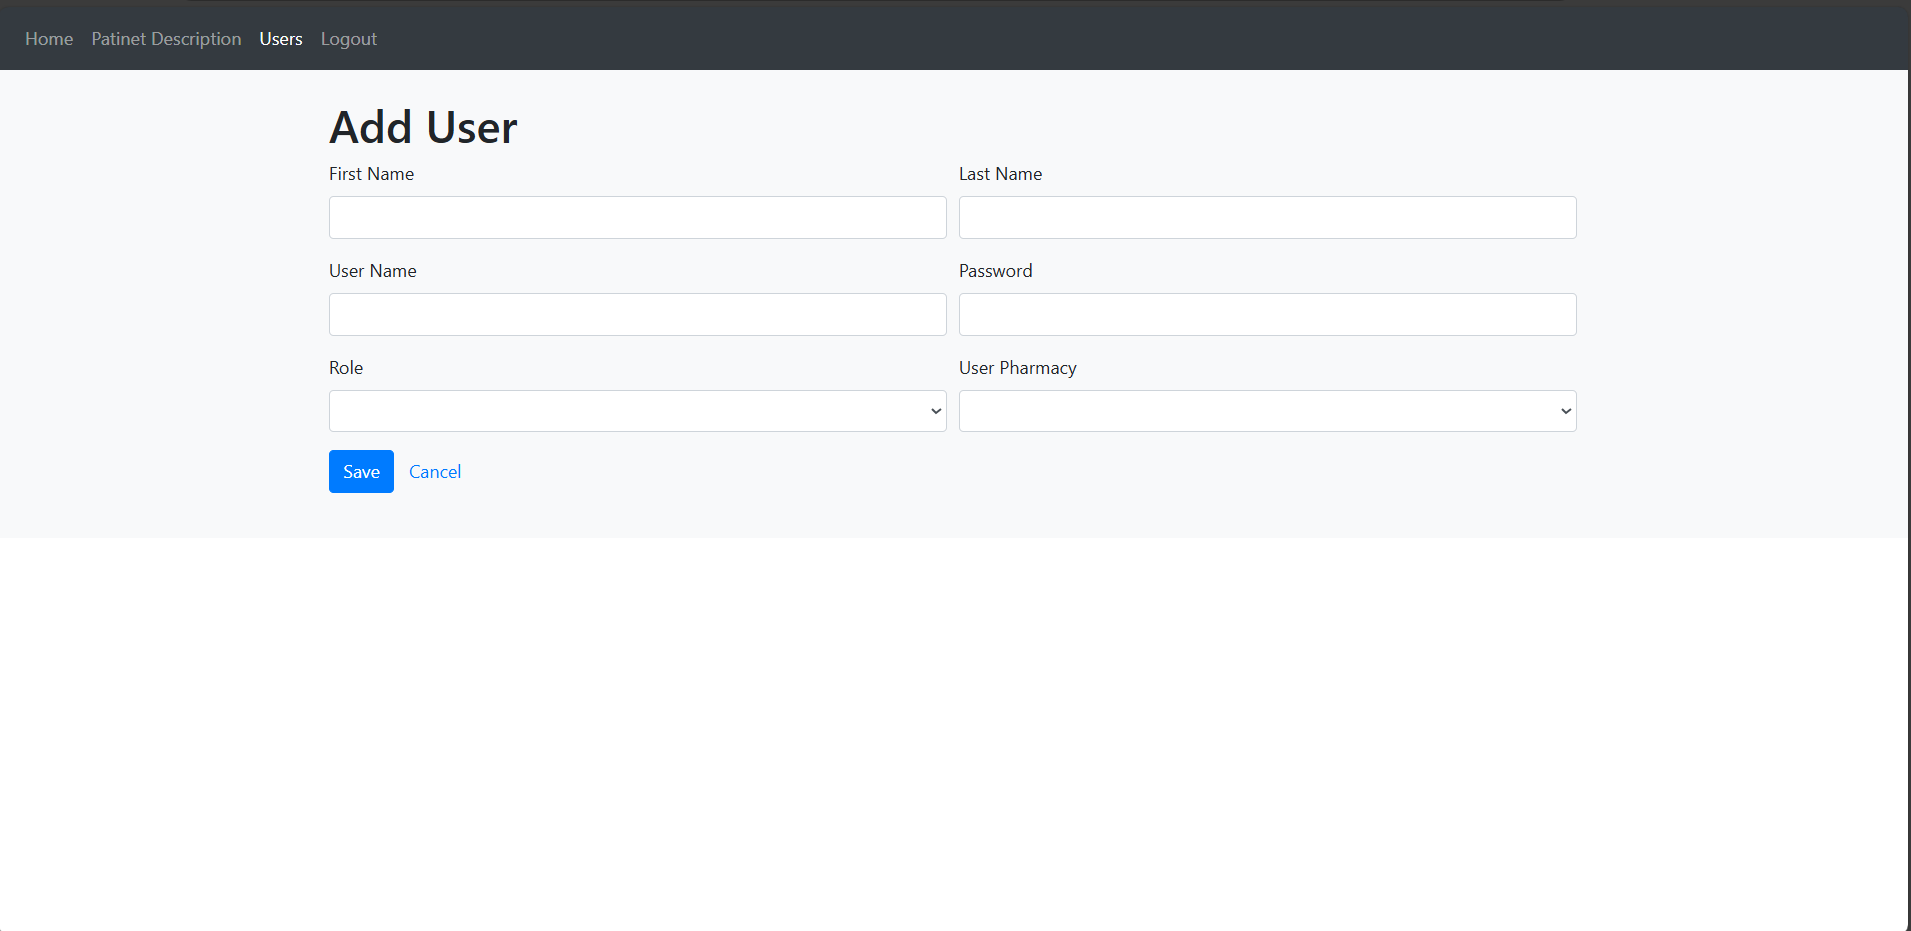 Home Patinet Description Users Logout
Add User
First Name Last Name
User Name Password
Role User Pharmacy
Save Cancel